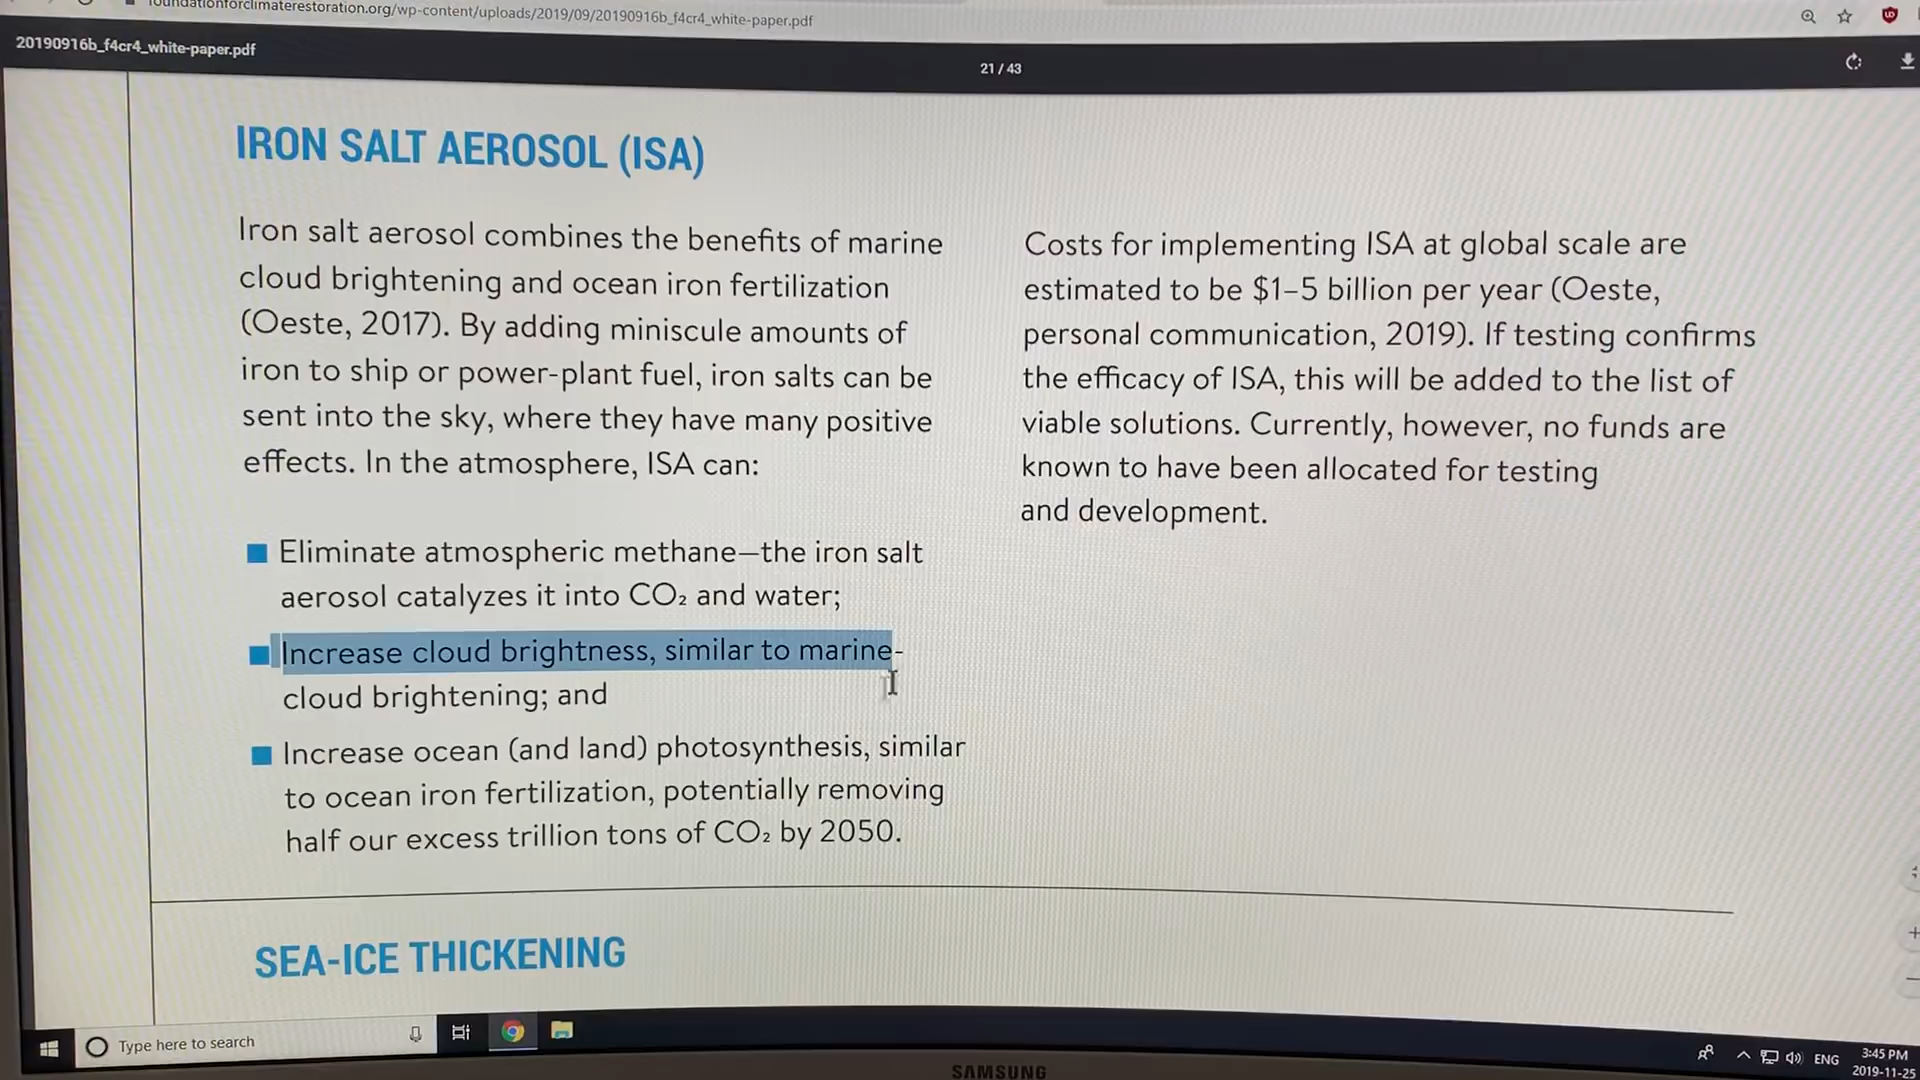 foundationforclimaterestoration.org/wp-content/uploads/2019/09/20190916b_f4cr4_white-paper.pdf
20190916b_f4cr4_white-paper.pdf
21 / 43
IRON SALT AEROSOL (ISA)
Iron salt aerosol combines the benefits of marine
cloud brightening and ocean iron fertilization
(Oeste, 2017). By adding miniscule amounts of
iron to ship or power-plant fuel, iron salts can be
sent into the sky, where they have many positive
effects. In the atmosphere, ISA can:
Eliminate atmospheric methane—the iron salt
aerosol catalyzes it into CO₂ and water;
Increase cloud brightness, similar to marine-
cloud brightening; and
Increase ocean (and land) photosynthesis, similar
to ocean iron fertilization, potentially removing
half our excess trillion tons of CO₂ by 2050.
Costs for implementing ISA at global scale are
estimated to be $1–5 billion per year (Oeste,
personal communication, 2019). If testing confirms
the efficacy of ISA, this will be added to the list of
viable solutions. Currently, however, no funds are
known to have been allocated for testing
and development.
SEA-ICE THICKENING
Type here to search
ENG
3:45 PM
2019-11-25
SAMSUNG